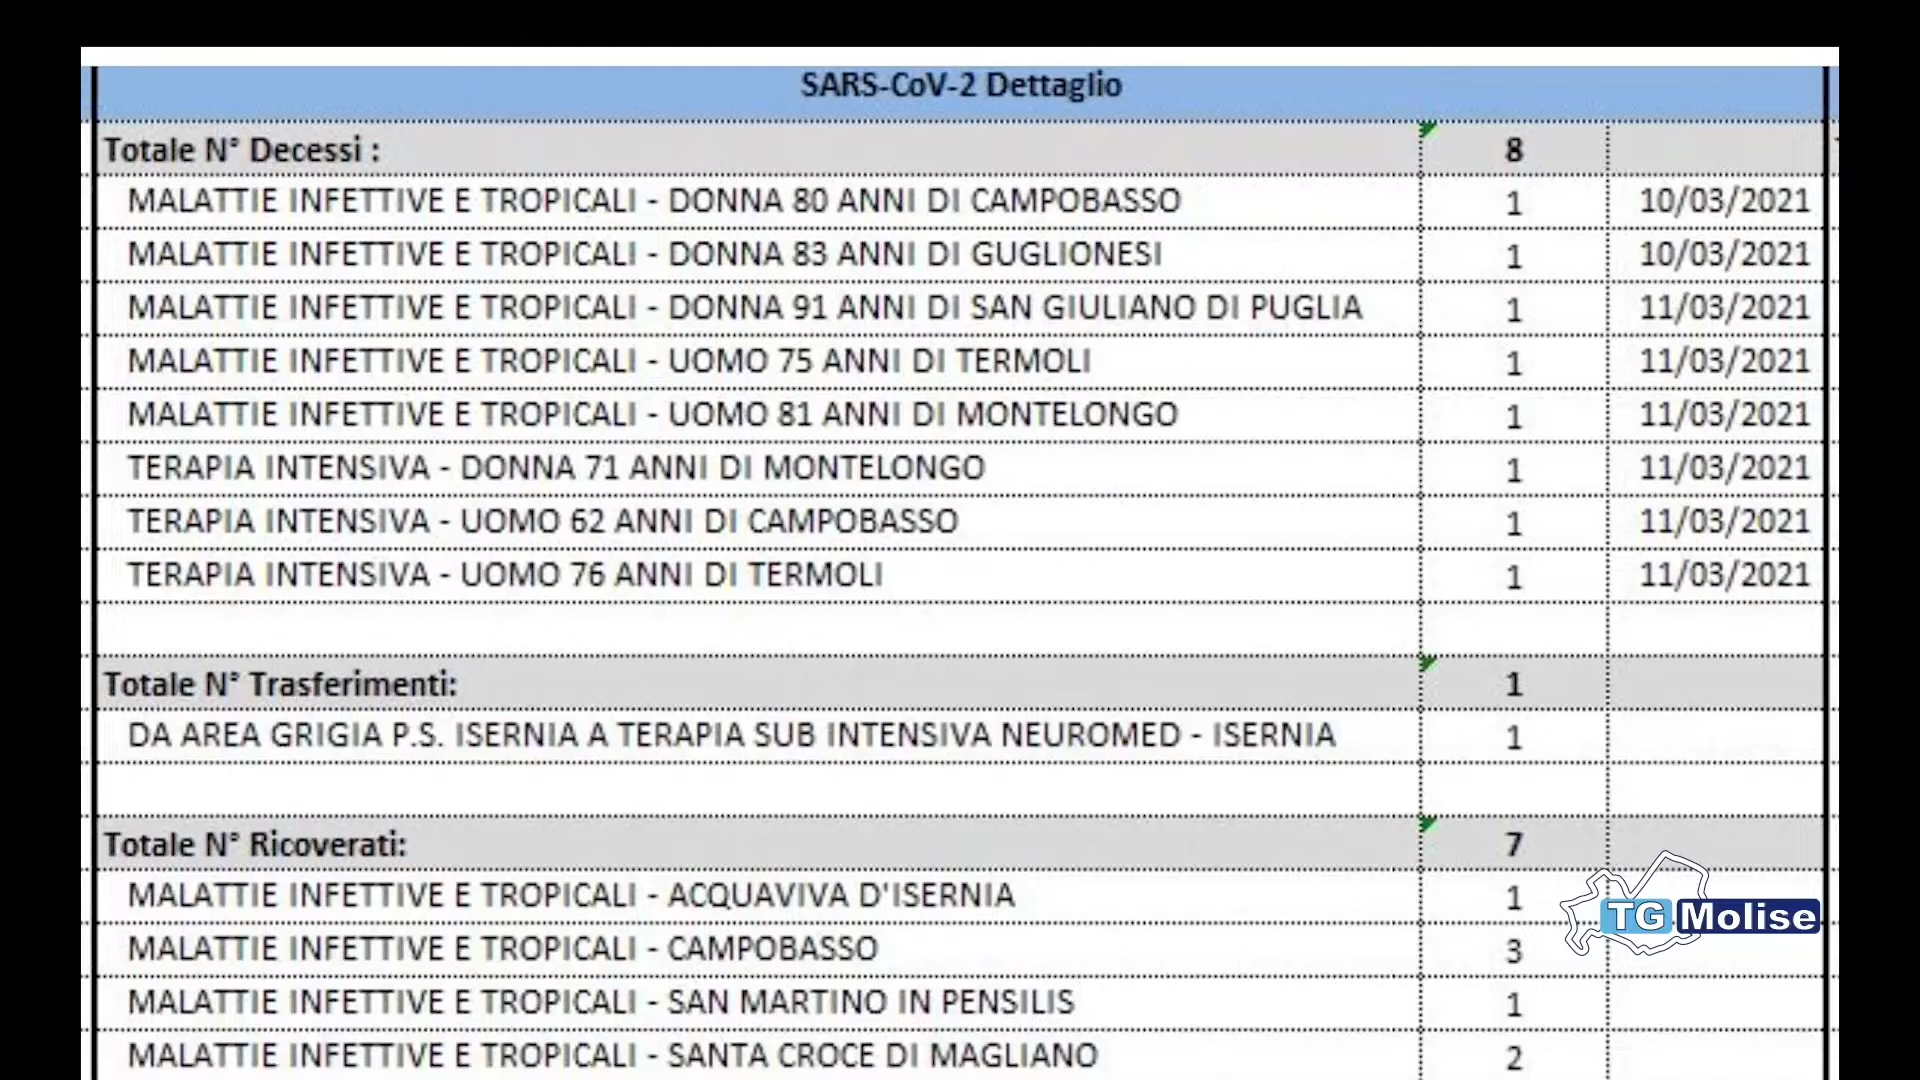 SARS-CoV-2 Dettaglio
Totale N° Decessi : 8
MALATTIE INFETTIVE E TROPICALI - DONNA 80 ANNI DI CAMPOBASSO 1 10/03/2021
MALATTIE INFETTIVE E TROPICALI - DONNA 83 ANNI DI GUGLIONESI 1 10/03/2021
MALATTIE INFETTIVE E TROPICALI - DONNA 91 ANNI DI SAN GIULIANO DI PUGLIA 1 11/03/2021
MALATTIE INFETTIVE E TROPICALI - UOMO 75 ANNI DI TERMOLI 1 11/03/2021
MALATTIE INFETTIVE E TROPICALI - UOMO 81 ANNI DI MONTELONGO 1 11/03/2021
TERAPIA INTENSIVA - DONNA 71 ANNI DI MONTELONGO 1 11/03/2021
TERAPIA INTENSIVA - UOMO 62 ANNI DI CAMPOBASSO 1 11/03/2021
TERAPIA INTENSIVA - UOMO 76 ANNI DI TERMOLI 1 11/03/2021
Totale N° Trasferimenti: 1
DA AREA GRIGIA P.S. ISERNIA A TERAPIA SUB INTENSIVA NEUROMED - ISERNIA 1
Totale N° Ricoverati: 7
MALATTIE INFETTIVE E TROPICALI - ACQUAVIVA D'ISERNIA 1
TG Molise
MALATTIE INFETTIVE E TROPICALI - CAMPOBASSO 3
MALATTIE INFETTIVE E TROPICALI - SAN MARTINO IN PENSILIS 1
MALATTIE INFETTIVE E TROPICALI - SANTA CROCE DI MAGLIANO 2